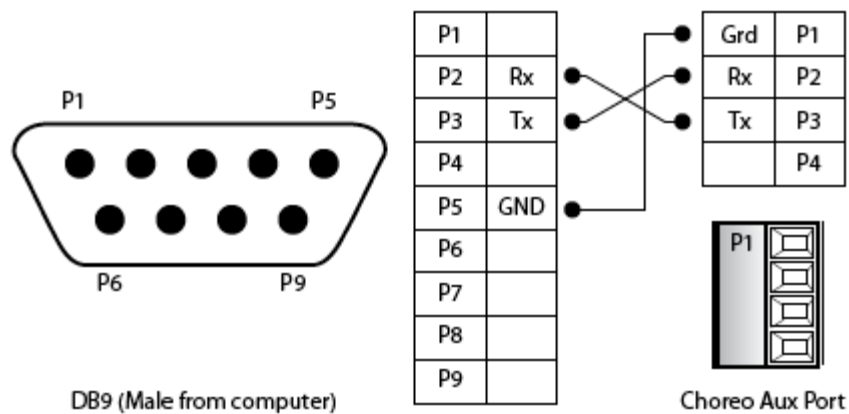 P1 P5
P6 P9
DB9 (Male from computer)
P1
P2 Rx
P3 Tx
P4
P5 GND
P6
P7
P8
P9
Grd P1
Rx P2
Tx P3
P4
P1
Choreo Aux Port